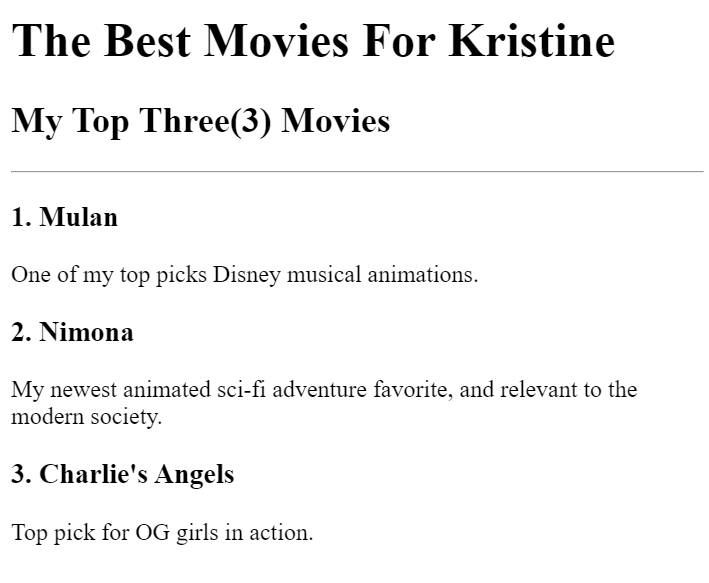 The Best Movies For Kristine
My Top Three(3) Movies
1. Mulan
One of my top picks Disney musical animations.
2. Nimona
My newest animated sci-fi adventure favorite, and relevant to the
modern society.
3. Charlie's Angels
Top pick for OG girls in action.